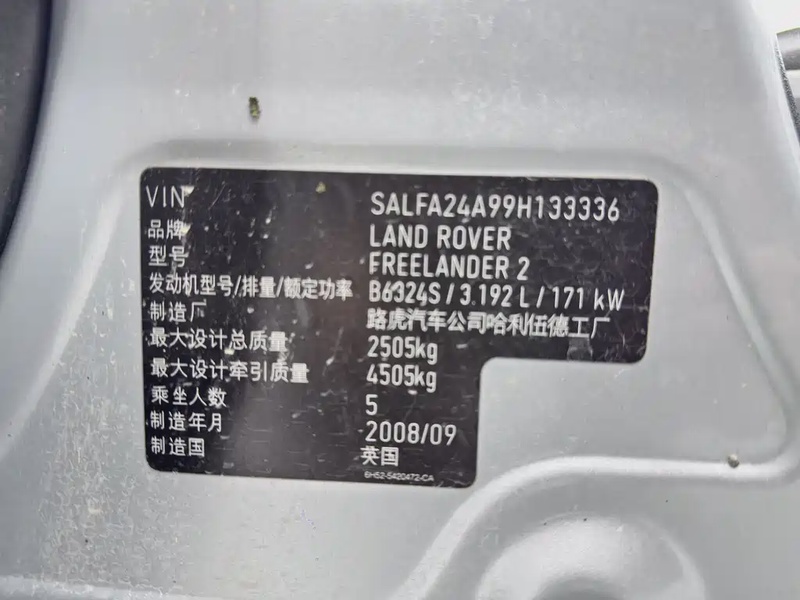 VIN SALFA24A99H133336
品牌 LAND ROVER
型号 FREELANDER 2
发动机型号/排量/额定功率 B6324S / 3.192 L / 171 kW
制造厂 路虎汽车公司哈利伍德工厂
最大设计总质量 2505kg
最大设计牵引质量 4505kg
乘坐人数 5
制造年月 2008/09
制造国 英国
6H52-5420472-CA